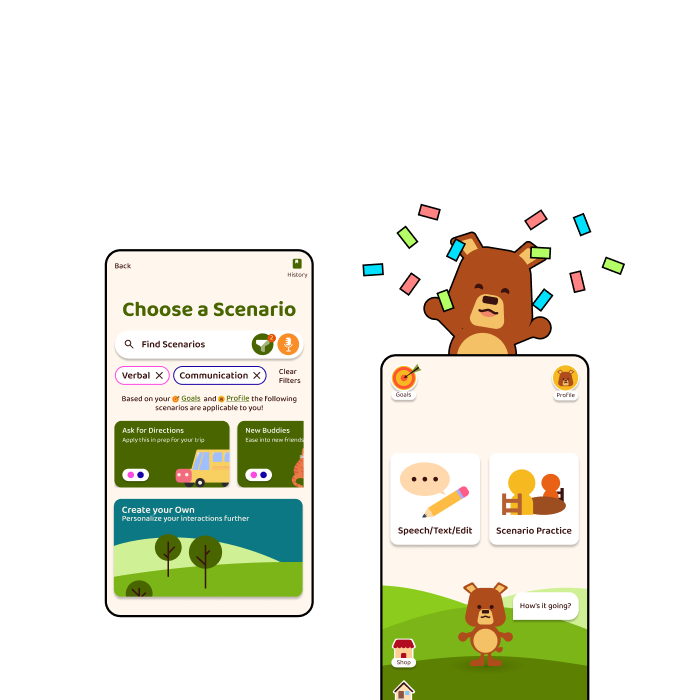 Back
History
Choose a Scenario
Find Scenarios
Verbal
Communication
Clear
Filters
Based on your Goals and Profile the following
scenarios are applicable to you!
Ask for Directions
Apply this in prep for your trip
New Buddies
Ease into new friends
Create your Own
Personalize your interactions further
Goals
Profile
Speech/Text/Edit
Scenario Practice
How's it going?
Shop